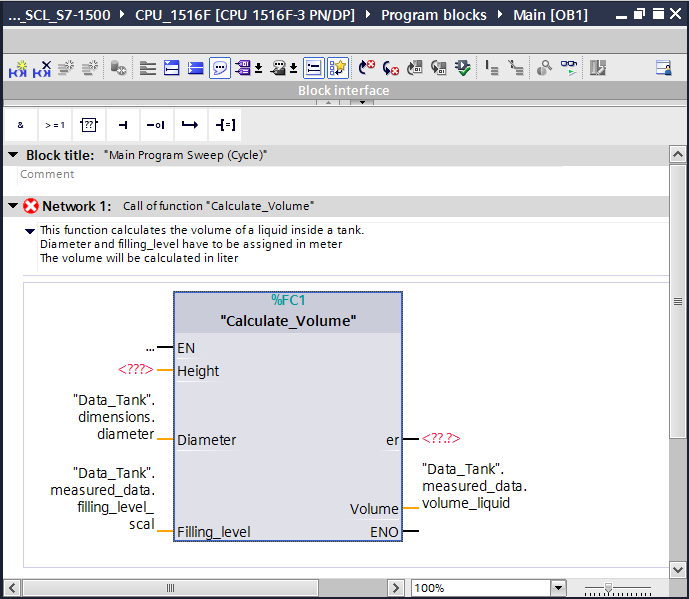 ..._SCL_S7-1500 ▸ CPU_1516F [CPU 1516F-3 PN/DP] ▸ Program blocks ▸ Main [OB1]
Block interface
& >=1 ?? -o| -[=]
Block title: "Main Program Sweep (Cycle)"
Comment
Network 1: Call of function "Calculate_Volume"
This function calculates the volume of a liquid inside a tank.
Diameter and filling_level have to be assigned in meter
The volume will be calculated in liter
%FC1
"Calculate_Volume"
... EN
<???> Height
"Data_Tank".
dimensions.
diameter Diameter
er <??.?>
"Data_Tank".
measured_data.
filling_level_
scal Filling_level
"Data_Tank".
measured_data.
volume_liquid
Volume
ENO
100%